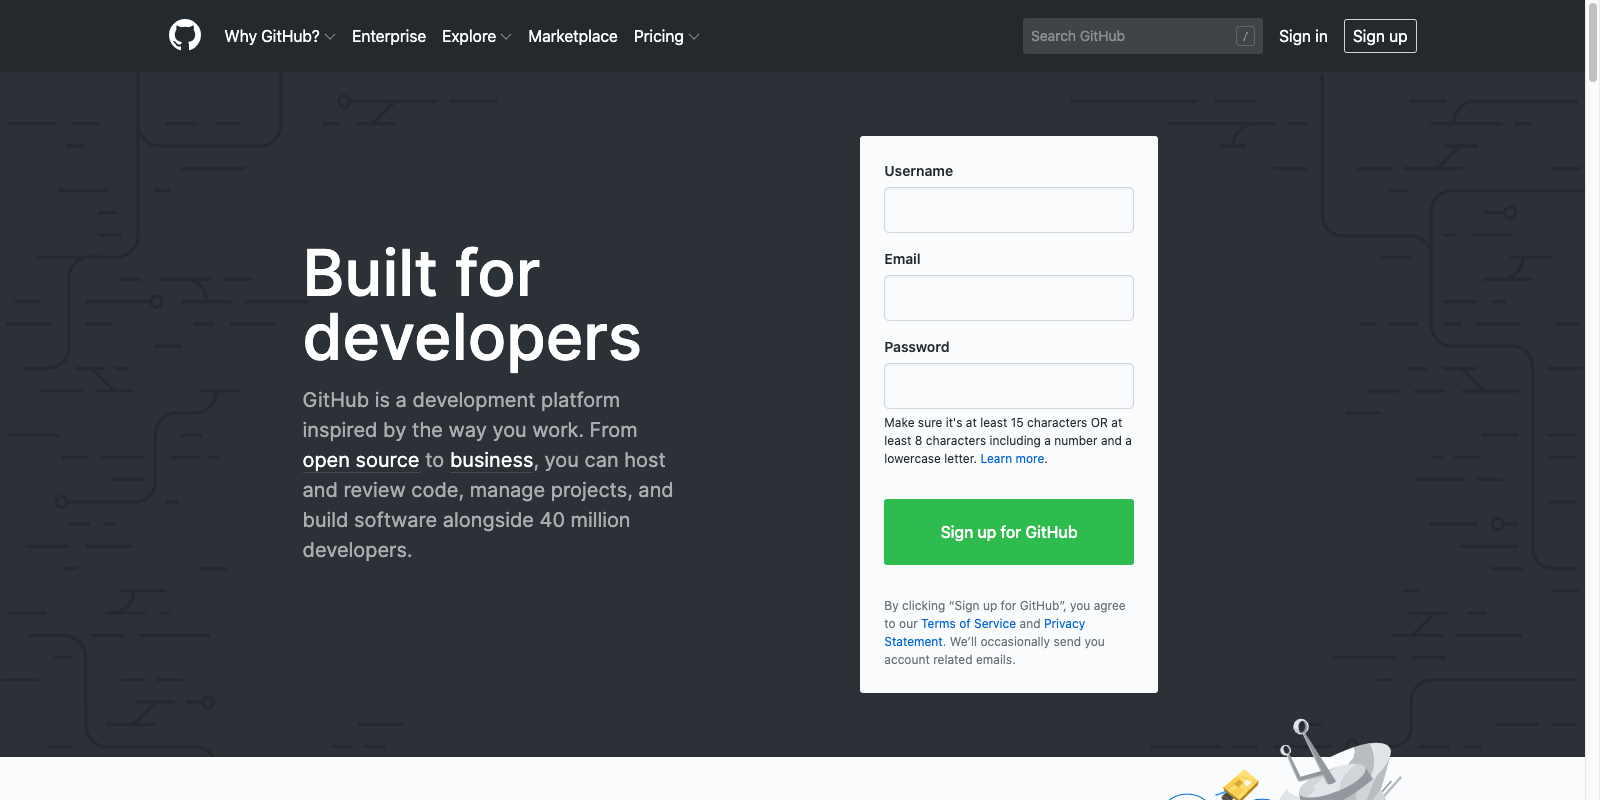 Why GitHub? Enterprise Explore Marketplace Pricing Search GitHub / Sign in Sign up
Built for
developers
GitHub is a development platform
inspired by the way you work. From
open source to business, you can host
and review code, manage projects, and
build software alongside 40 million
developers.
Username
Email
Password
Make sure it's at least 15 characters OR at
least 8 characters including a number and a
lowercase letter. Learn more.
Sign up for GitHub
By clicking “Sign up for GitHub”, you agree
to our Terms of Service and Privacy
Statement. We’ll occasionally send you
account related emails.